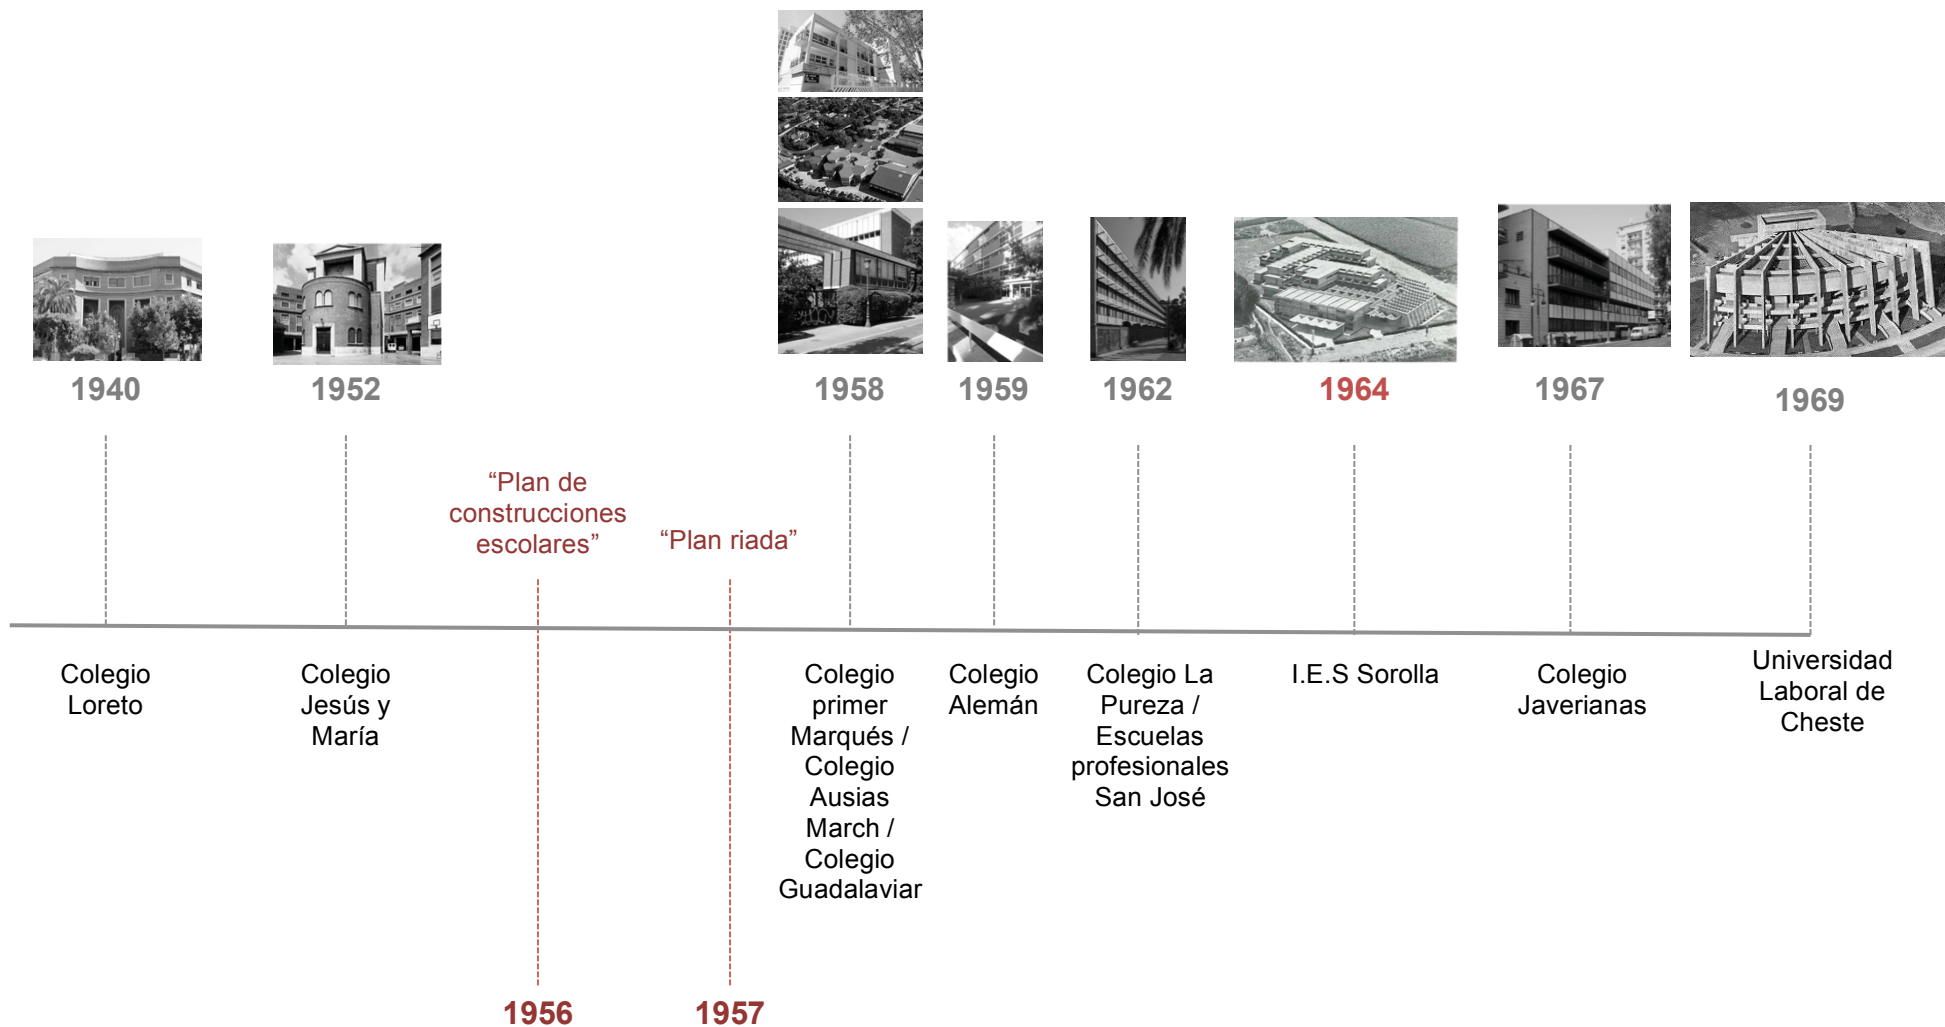 1940
1952
1958
1959
1962
1964
1967
1969
“Plan de
construcciones
escolares”
“Plan riada”
Colegio
Loreto
Colegio
Jesús y
María
Colegio
primer
Marqués /
Colegio
Ausias
March /
Colegio
Guadalaviar
Colegio
Alemán
Colegio La
Pureza /
Escuelas
profesionales
San José
I.E.S Sorolla
Colegio
Javerianas
Universidad
Laboral de
Cheste
1956
1957